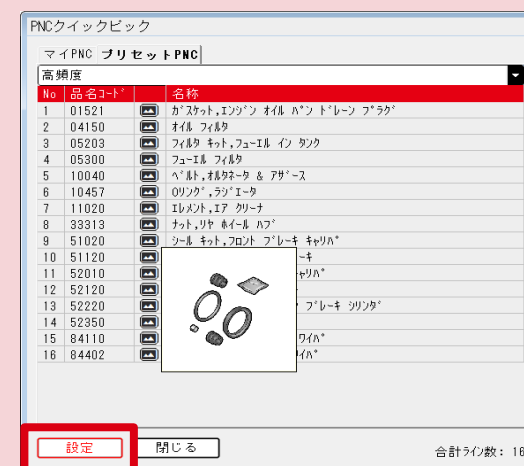 PNCクイックピック
マイPNC プリセットPNC
高頻度
No 品名ｺｰﾄﾞ 名称
1 01521 ｶﾞｽｹｯﾄ,ｴﾝｼﾞﾝ ｵｲﾙ ﾊﾟﾝ ﾄﾞﾚｰﾝ ﾌﾟﾗｸﾞ
2 04150 ｵｲﾙ ﾌｨﾙﾀ
3 05203 ﾌｨﾙﾀ ｷｯﾄ,ﾌｭｰｴﾙ ｲﾝ ﾀﾝｸ
4 05300 ﾌｭｰｴﾙ ﾌｨﾙﾀ
5 10040 ﾍﾞﾙﾄ,ｵﾙﾀﾈｰﾀ & ｱｻﾞｰｽ
6 10457 Oﾘﾝｸﾞ,ﾗｼﾞｴｰﾀ
7 11020 ｴﾚﾒﾝﾄ,ｴｱ ｸﾘｰﾅ
8 33313 ﾅｯﾄ,ﾘﾔ ﾎｲｰﾙ ﾊﾌﾞ
9 51020 ｼｰﾙ ｷｯﾄ,ﾌﾛﾝﾄ ﾌﾞﾚｰｷ ｷｬﾘﾊﾟ
10 51120 ｰｷ
11 52010 ｬﾘﾊﾟ
12 52120
13 52220 ﾌﾞﾚｰｷ ｼﾘﾝﾀﾞ
14 52350
15 84110 ﾜｲﾊﾟ
16 84402 ﾜｲﾊﾟ
設定 閉じる 合計ﾗｲﾝ数: 16